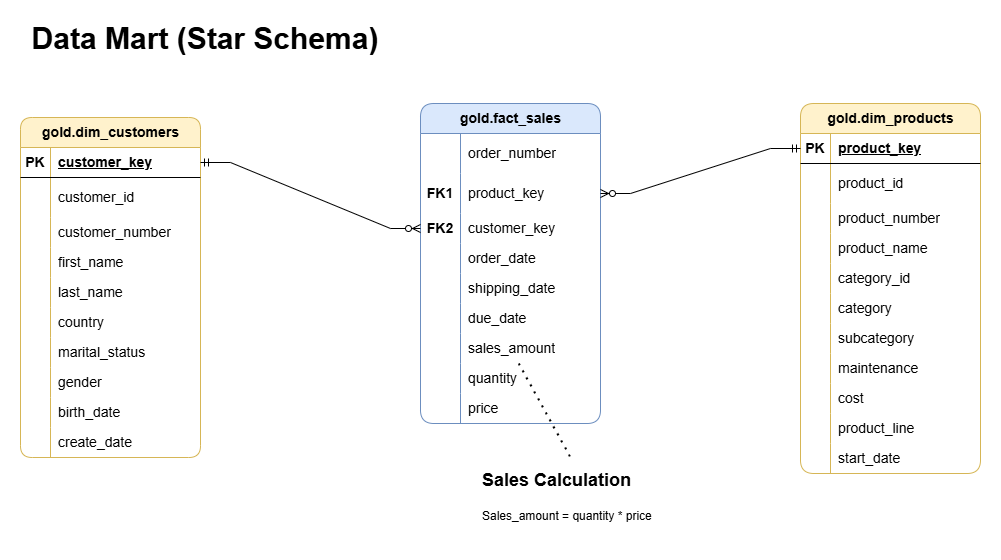 Data Mart (Star Schema)
gold.dim_customers
PK customer_key
customer_id
customer_number
first_name
last_name
country
marital_status
gender
birth_date
create_date
gold.fact_sales
order_number
FK1 product_key
FK2 customer_key
order_date
shipping_date
due_date
sales_amount
quantity
price
gold.dim_products
PK product_key
product_id
product_number
product_name
category_id
category
subcategory
maintenance
cost
product_line
start_date
Sales Calculation
Sales_amount = quantity * price